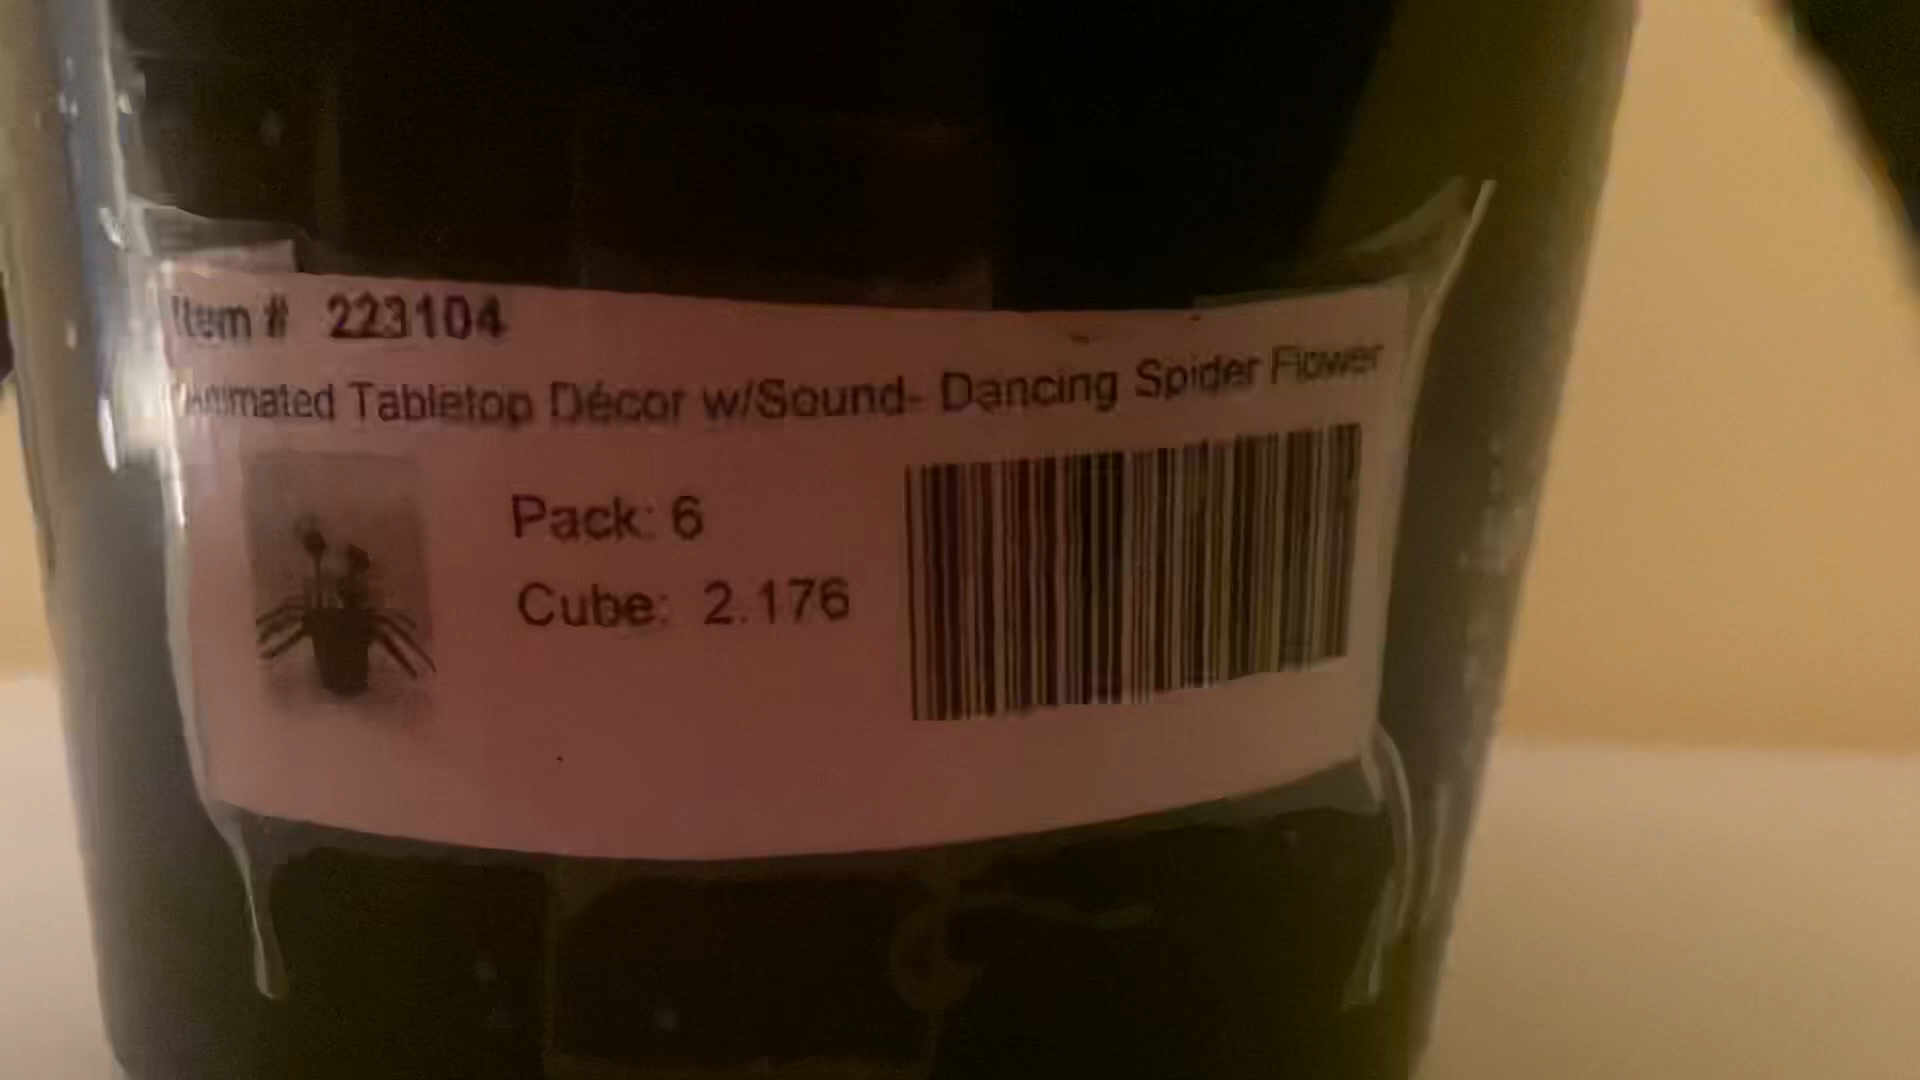 Item # 223104
Animated Tabletop Décor w/Sound- Dancing Spider Flower
Pack: 6
Cube: 2.176